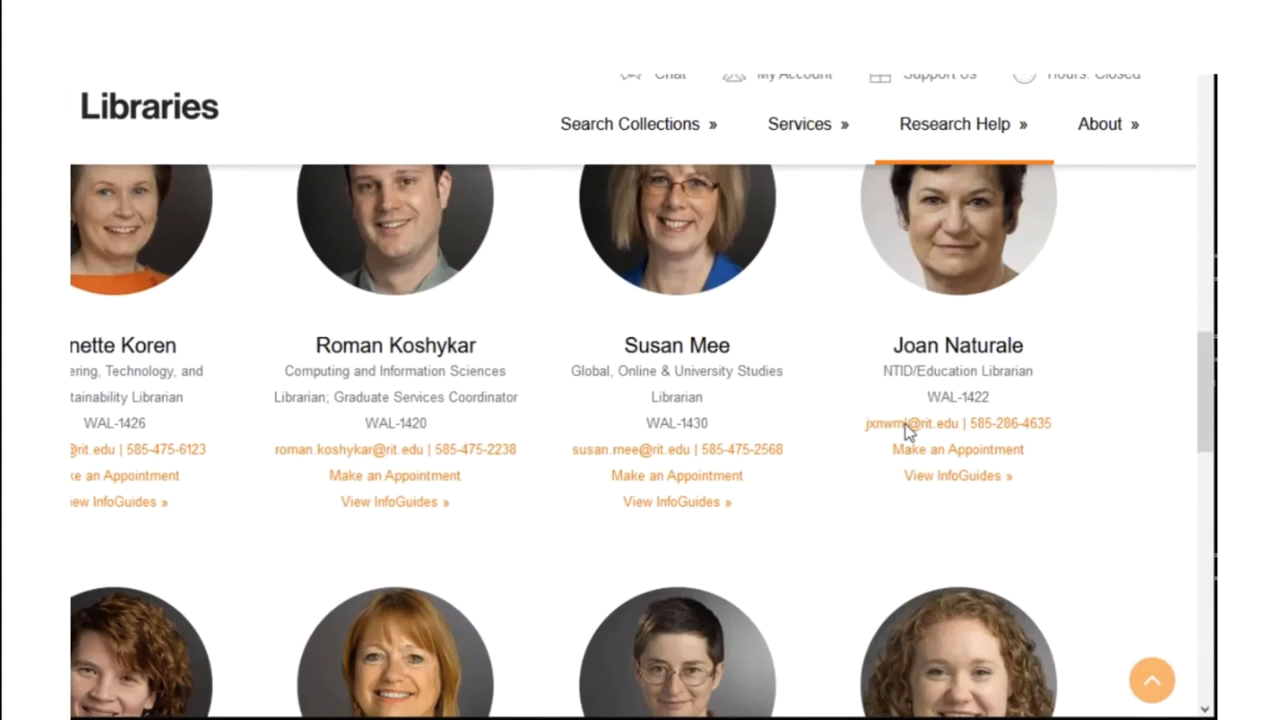 Chat My Account Support Us Hours: Closed
Libraries
Search Collections » Services » Research Help » About »
nette Koren
ering, Technology, and
tainability Librarian
WAL-1426
@rit.edu | 585-475-6123
ke an Appointment
iew InfoGuides »
Roman Koshykar
Computing and Information Sciences
Librarian; Graduate Services Coordinator
WAL-1420
roman.koshykar@rit.edu | 585-475-2238
Make an Appointment
View InfoGuides »
Susan Mee
Global, Online & University Studies
Librarian
WAL-1430
susan.mee@rit.edu | 585-475-2568
Make an Appointment
View InfoGuides »
Joan Naturale
NTID/Education Librarian
WAL-1422
jxnwml@rit.edu | 585-286-4635
Make an Appointment
View InfoGuides »